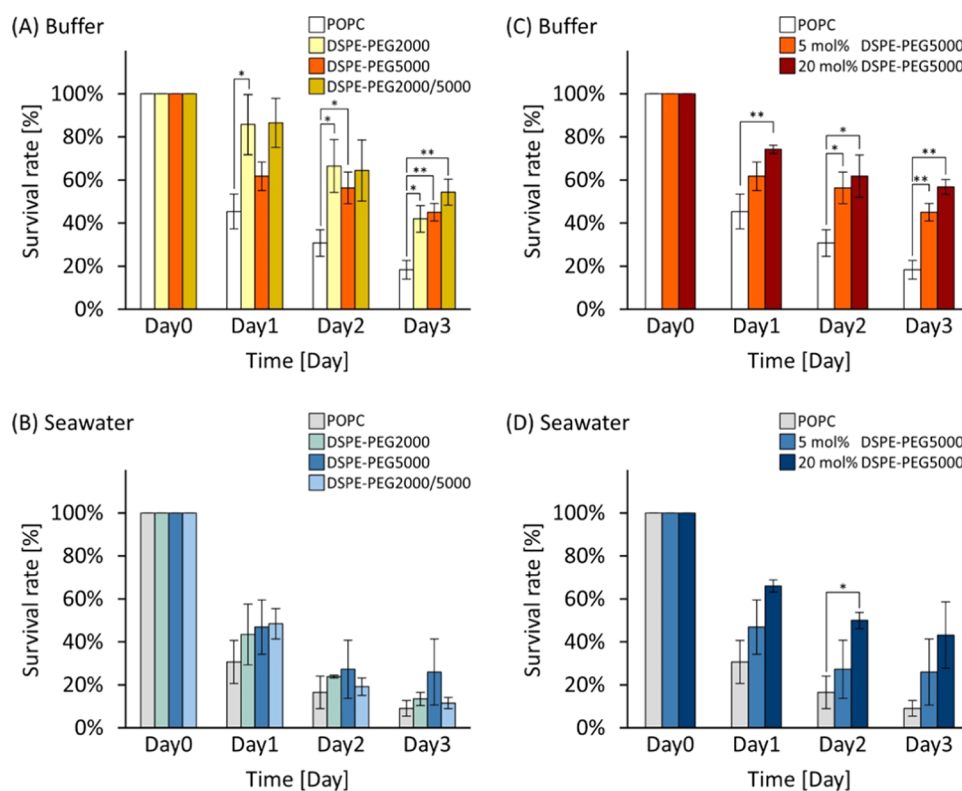 (A) Buffer
POPC
DSPE-PEG2000
DSPE-PEG5000
DSPE-PEG2000/5000
Survival rate [%]
100%
80%
60%
40%
20%
0%
*
*
*
**
**
*
Day0 Day1 Day2 Day3
Time [Day]
(C) Buffer
POPC
5 mol% DSPE-PEG5000
20 mol% DSPE-PEG5000
Survival rate [%]
100%
80%
60%
40%
20%
0%
**
*
*
**
**
Day0 Day1 Day2 Day3
Time [Day]
(B) Seawater
POPC
DSPE-PEG2000
DSPE-PEG5000
DSPE-PEG2000/5000
Survival rate [%]
100%
80%
60%
40%
20%
0%
Day0 Day1 Day2 Day3
Time [Day]
(D) Seawater
POPC
5 mol% DSPE-PEG5000
20 mol% DSPE-PEG5000
Survival rate [%]
100%
80%
60%
40%
20%
0%
*
Day0 Day1 Day2 Day3
Time [Day]